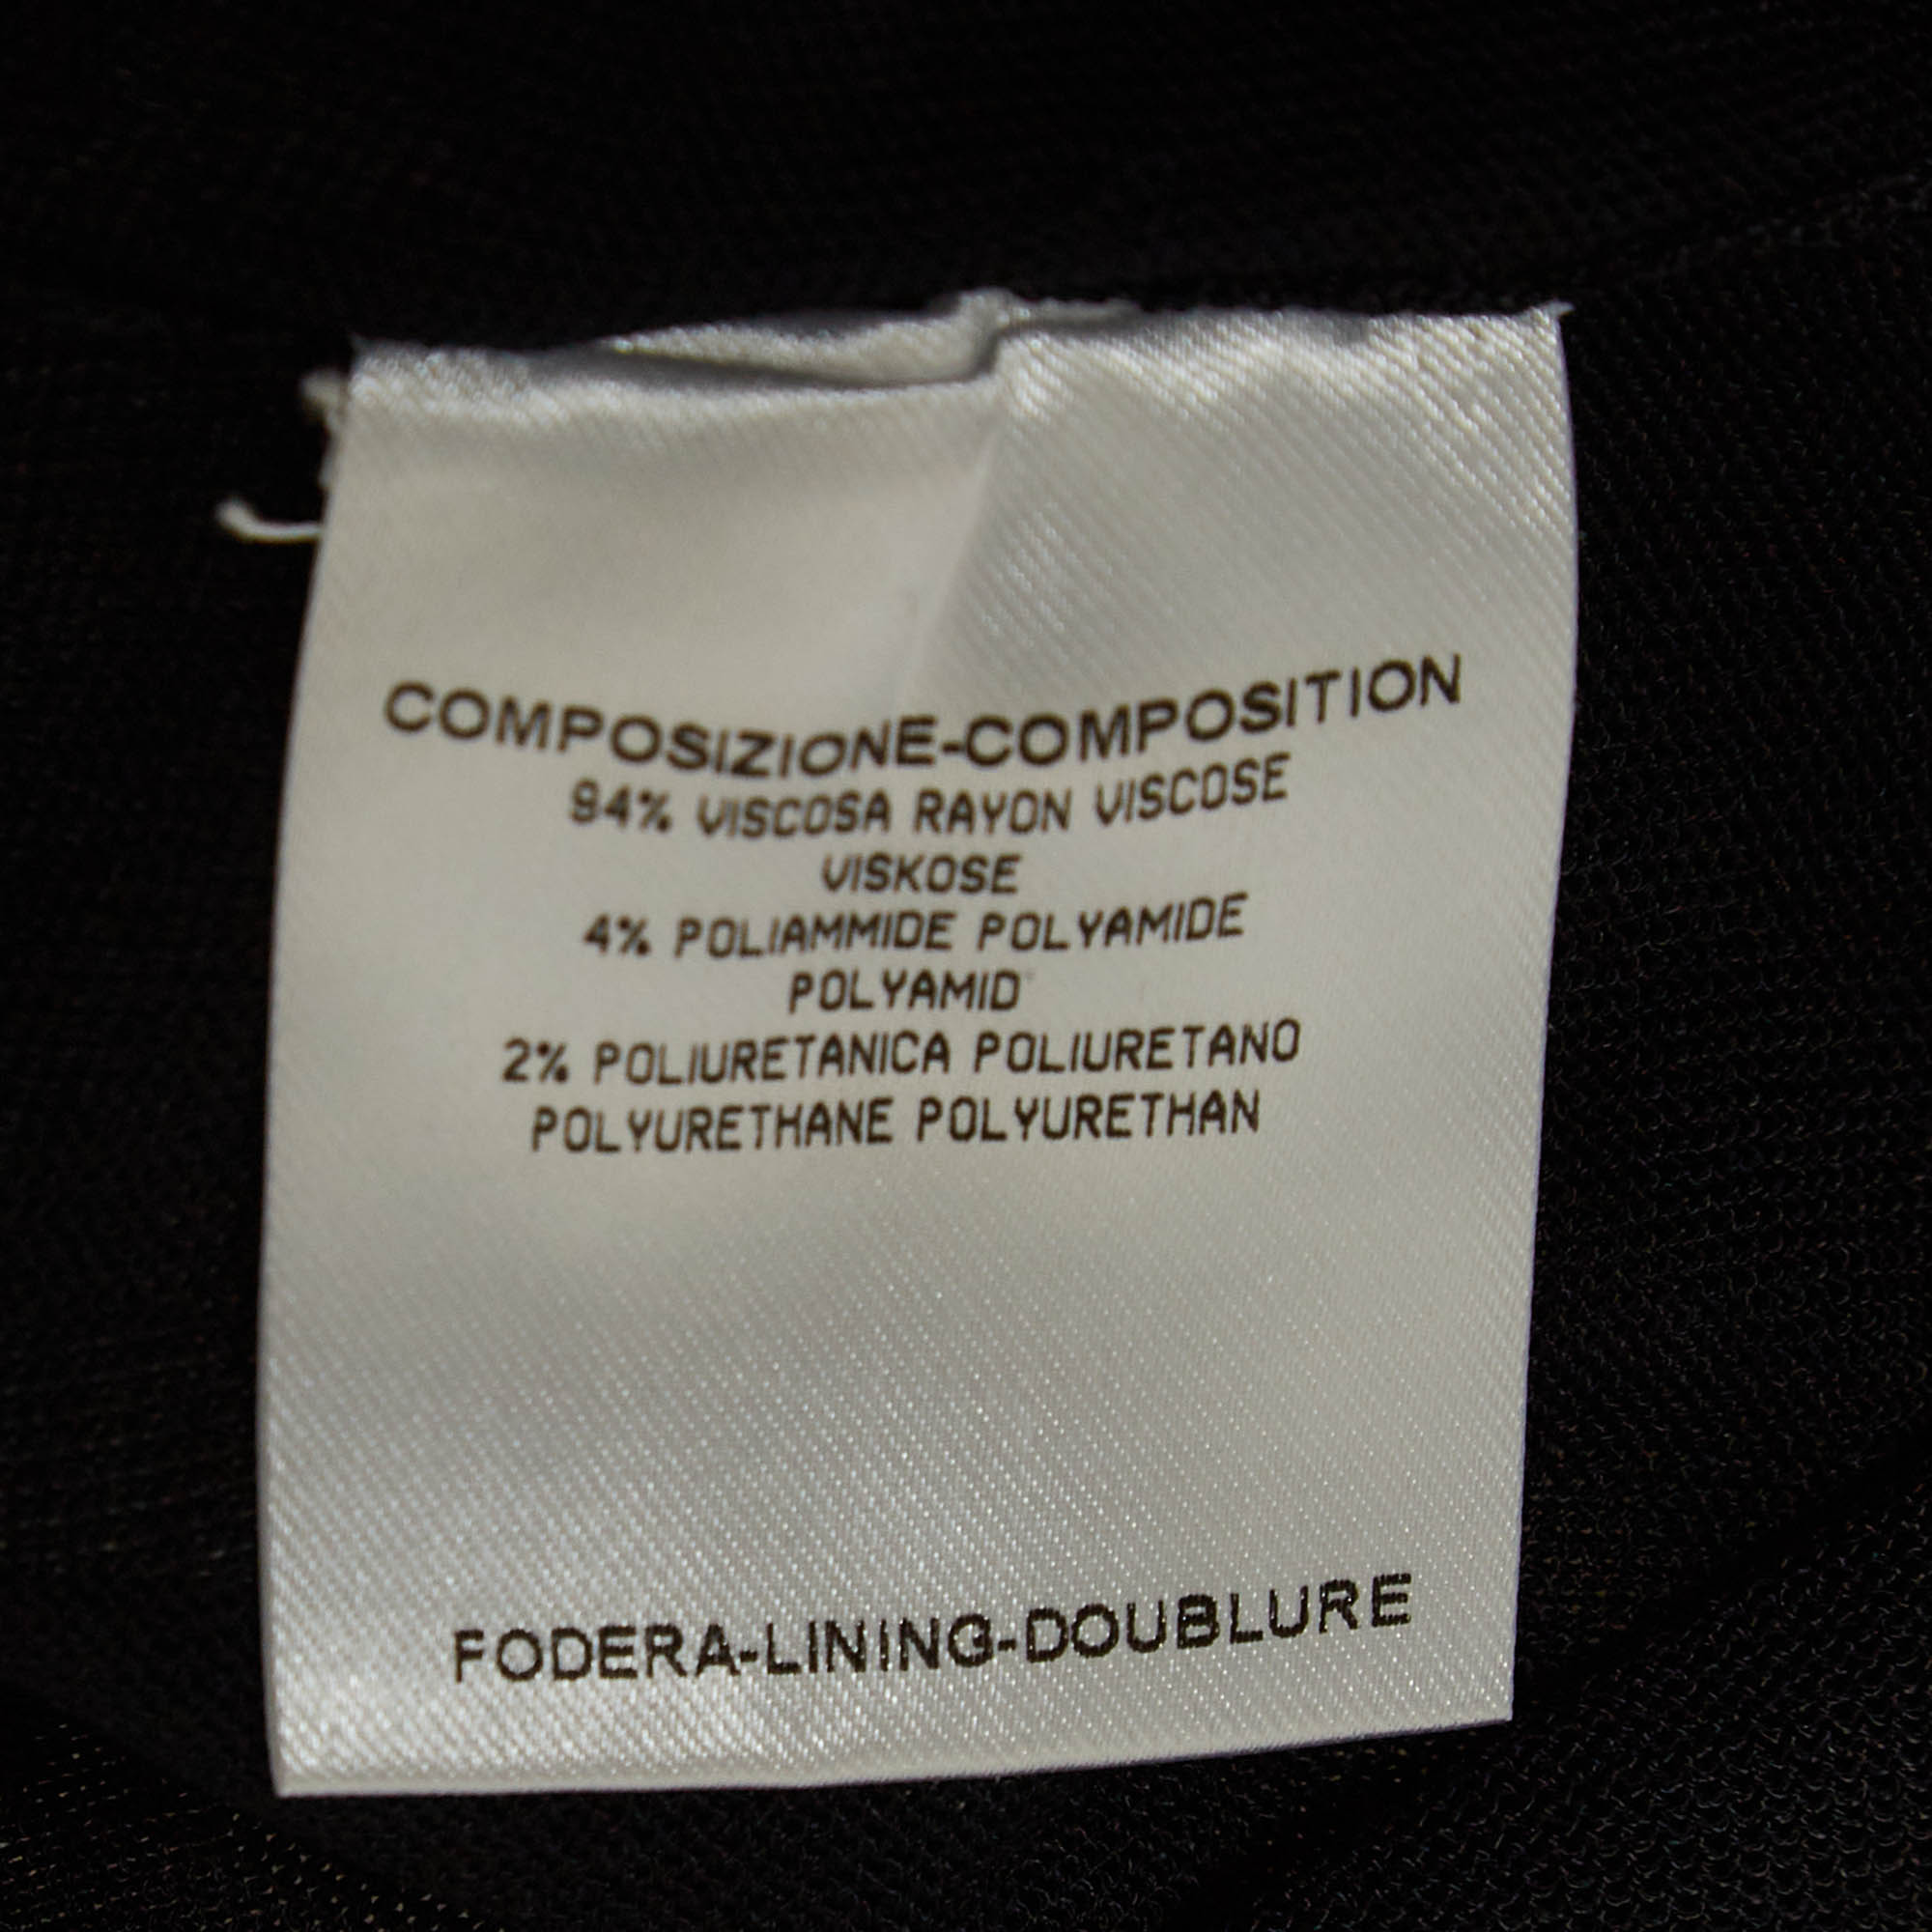 COMPOSIZIONE-COMPOSITION
94% VISCOSA RAYON VISCOSE
VISKOSE
4% POLIAMMIDE POLYAMIDE
POLYAMID
2% POLIURETANICA POLIURETANO
POLYURETHANE POLYURETHAN
FODERA-LINING-DOUBLURE